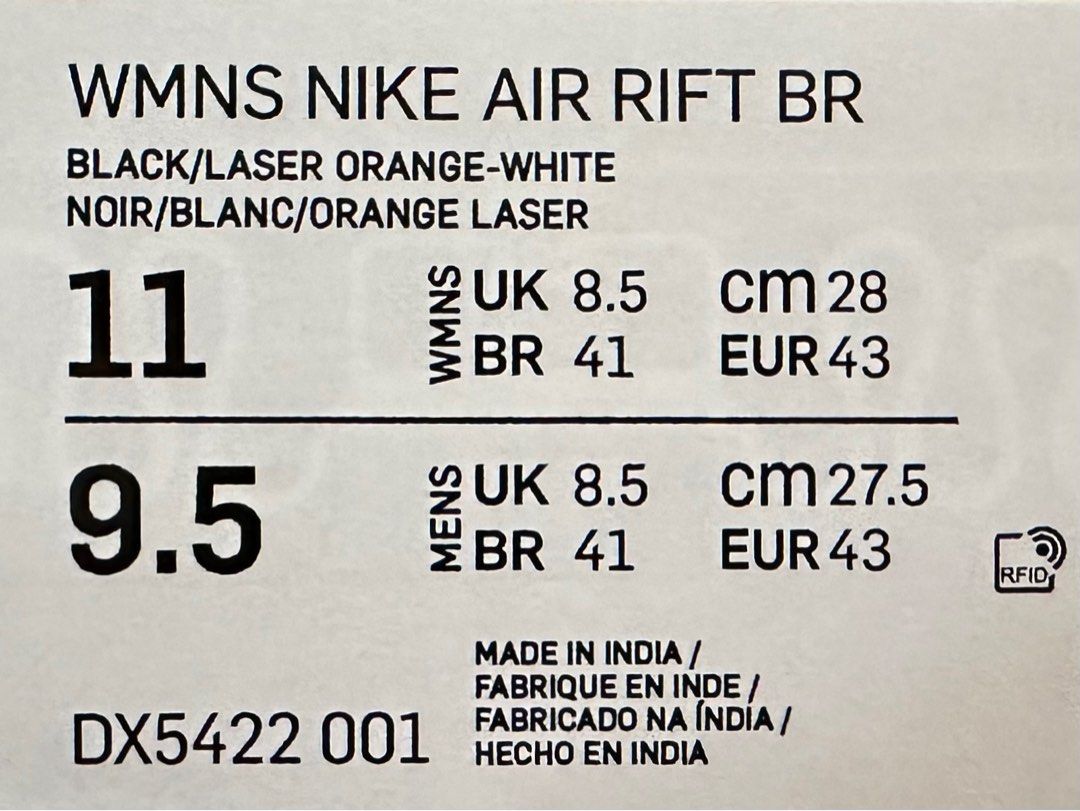 WMNS NIKE AIR RIFT BR
BLACK/LASER ORANGE-WHITE
NOIR/BLANC/ORANGE LASER
11 WMNS UK 8.5 cm 28
BR 41 EUR 43
9.5 MENS UK 8.5 cm 27.5
BR 41 EUR 43
RFID
MADE IN INDIA /
FABRIQUE EN INDE /
FABRICADO NA ÍNDIA /
HECHO EN INDIA
DX5422 001